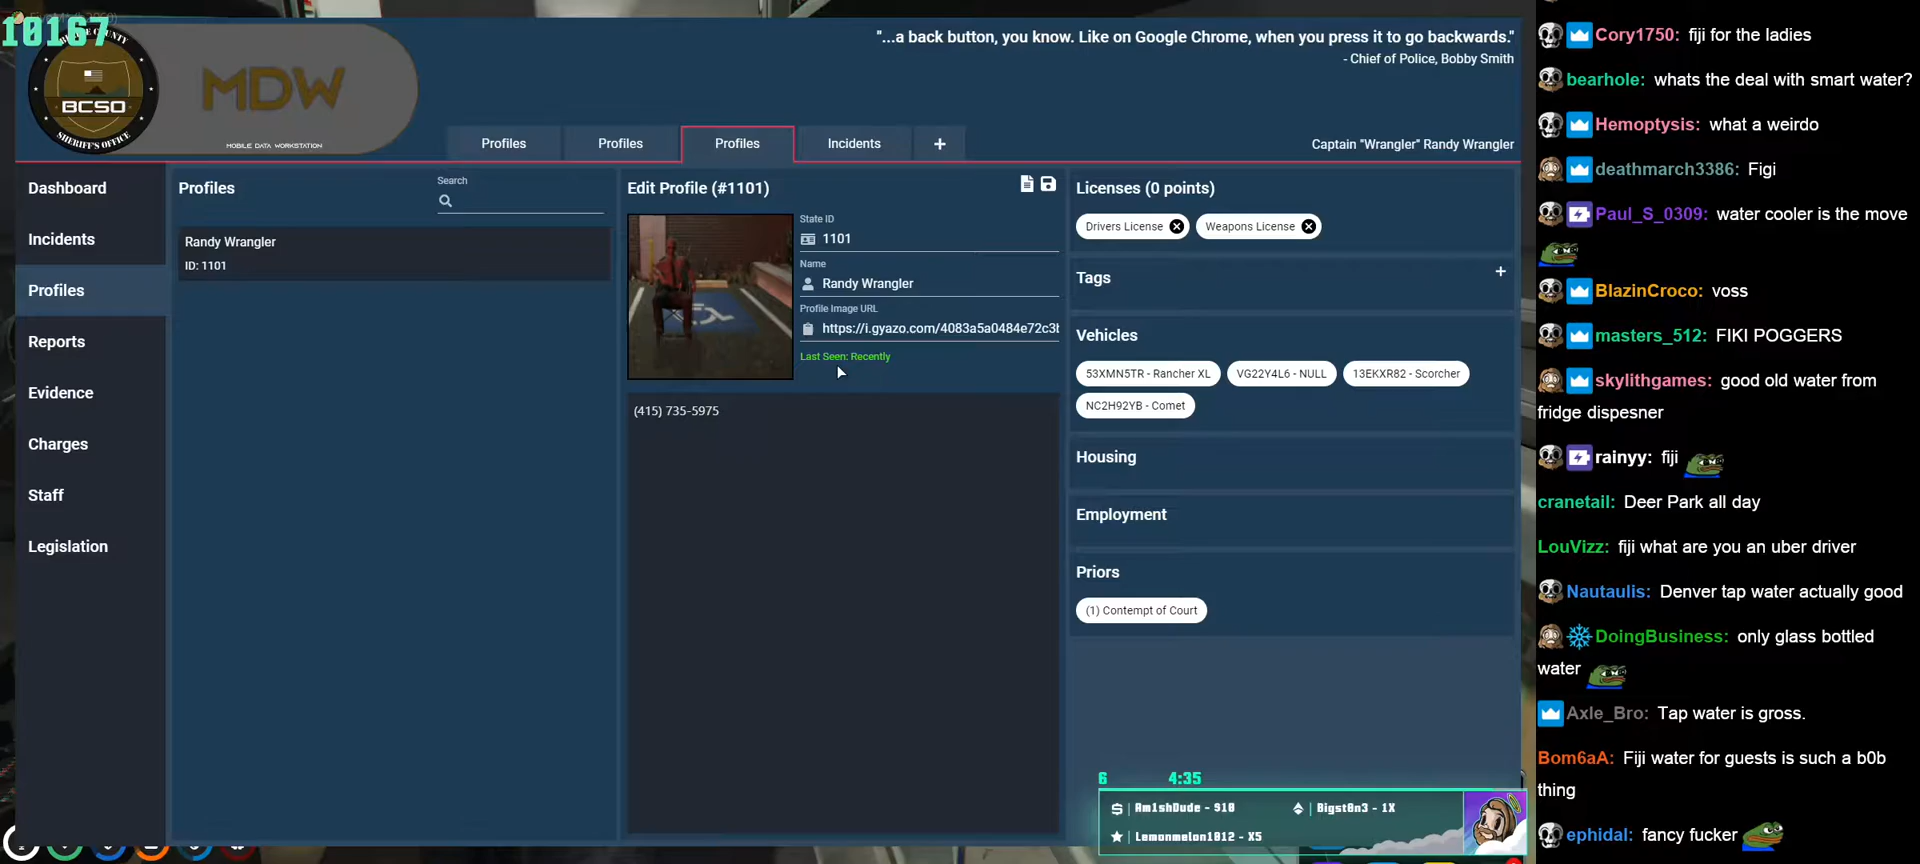 10167
BCSO
SHERIFF'S OFFICE
MDW
MOBILE DATA WORKSTATION
"...a back button, you know. Like on Google Chrome, when you press it to go backwards."
- Chief of Police, Bobby Smith
Profiles
Profiles
Profiles
Incidents
+
Captain "Wrangler" Randy Wrangler
Dashboard
Incidents
Profiles
Reports
Evidence
Charges
Staff
Legislation
Profiles
Search
Randy Wrangler
ID: 1101
Edit Profile (#1101)
State ID
1101
Name
Randy Wrangler
Profile Image URL
https://i.gyazo.com/4083a5a0484e72c3b
Last Seen: Recently
(415) 735-5975
Licenses (0 points)
Drivers License
Weapons License
Tags
+
Vehicles
53XMN5TR - Rancher XL
VG22Y4L6 - NULL
13EKXR82 - Scorcher
NC2H92YB - Comet
Housing
Employment
Priors
(1) Contempt of Court
6 4:35
Am1shDude - 910
Bigst0n3 - 1X
Lemonmelon1012 - X5
Cory1750: fiji for the ladies
bearhole: whats the deal with smart water?
Hemoptysis: what a weirdo
deathmarch3386: Figi
Paul_S_0309: water cooler is the move
BlazinCroco: voss
masters_512: FIKI POGGERS
skylithgames: good old water from
fridge dispesner
rainyy: fiji
cranetail: Deer Park all day
LouVizz: fiji what are you an uber driver
Nautaulis: Denver tap water actually good
DoingBusiness: only glass bottled
water
Axle_Bro: Tap water is gross.
Bom6aA: Fiji water for guests is such a b0b
thing
ephidal: fancy fucker